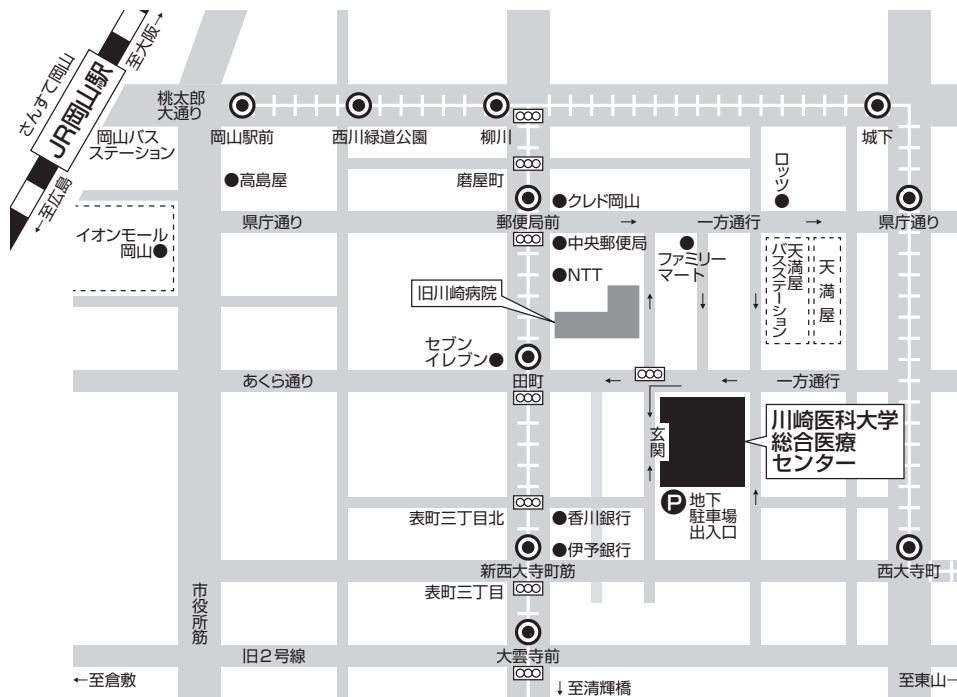 至大阪→
さんすて岡山
JR岡山駅
←至広島
桃太郎
大通り
岡山バス
ステーション
岡山駅前
西川緑道公園
柳川
城下
高島屋
磨屋町
クレド岡山
ロッツ
県庁通り
郵便局前
→
一方通行
→
県庁通り
イオンモール
岡山
中央郵便局
ファミリー
マート
NTT
天満屋
バスステーション
天満屋
旧川崎病院
セブン
イレブン
あくら通り
田町
←
←
一方通行
玄関
川崎医科大学
総合医療
センター
P
地下
駐車場
出入口
表町三丁目北
香川銀行
伊予銀行
新西大寺町筋
西大寺町
表町三丁目
市役所筋
旧2号線
大雲寺前
←至倉敷
↓至清輝橋
至東山→